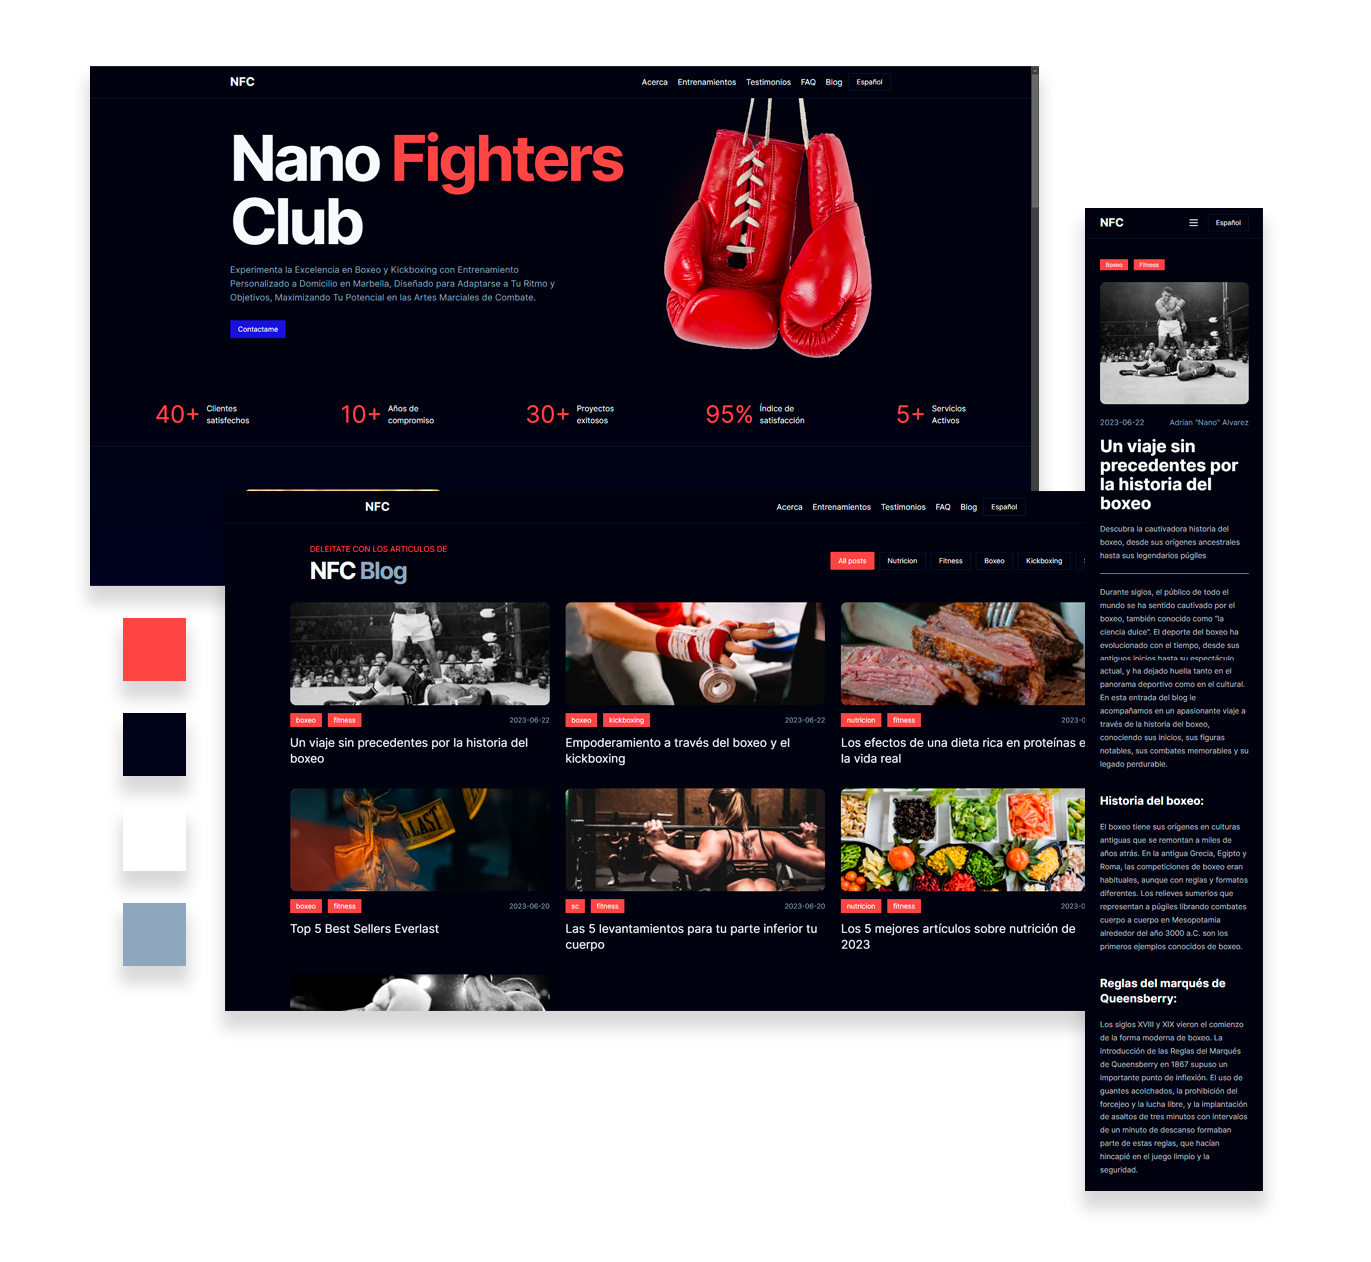 NFC
Acerca Entrenamientos Testimonios FAQ Blog Español
Nano Fighters
Club
Experimenta la Excelencia en Boxeo y Kickboxing con Entrenamiento
Personalizado a Domicilio en Marbella, Diseñado para Adaptarse a Tu Ritmo y
Objetivos, Maximizando Tu Potencial en las Artes Marciales de Combate.
Contactame
40+ Clientes
satisfechos
10+ Años de
compromiso
30+ Proyectos
exitosos
95% Índice de
satisfacción
5+ Servicios
Activos
NFC
Acerca Entrenamientos Testimonios FAQ Blog Español
DELEITATE CON LOS ARTICULOS DE
NFC Blog
All posts Nutricion Fitness Boxeo Kickboxing
boxeo fitness 2023-06-22
Un viaje sin precedentes por la historia del
boxeo
boxeo kickboxing 2023-06-22
Empoderamiento a través del boxeo y el
kickboxing
nutricion fitness 2023-0
Los efectos de una dieta rica en proteínas e
la vida real
LAST
boxeo fitness 2023-06-20
Top 5 Best Sellers Everlast
sc fitness 2023-06-20
Las 5 levantamientos para tu parte inferior tu
cuerpo
nutricion fitness 2023-0
Los 5 mejores artículos sobre nutrición de
2023
NFC
Español
Boxeo Fitness
2023-06-22 Adrian "Nano" Alvarez
Un viaje sin
precedentes por
la historia del
boxeo
Descubra la cautivadora historia del
boxeo, desde sus orígenes ancestrales
hasta sus legendarios púgiles
Durante siglos, el público de todo el
mundo se ha sentido cautivado por el
boxeo, también conocido como "la
ciencia dulce". El deporte del boxeo ha
evolucionado con el tiempo, desde sus
antiguos inicios hasta su espectáculo
actual, y ha dejado huella tanto en el
panorama deportivo como en el cultural.
En esta entrada del blog le
acompañamos en un apasionante viaje a
través de la historia del boxeo,
conociendo sus inicios, sus figuras
notables, sus combates memorables y su
legado perdurable.
Historia del boxeo:
El boxeo tiene sus orígenes en culturas
antiguas que se remontan a miles de
años atrás. En la antigua Grecia, Egipto y
Roma, las competiciones de boxeo eran
habituales, aunque con reglas y formatos
diferentes. Los relieves sumerios que
representan a púgiles librando combates
cuerpo a cuerpo en Mesopotamia
alrededor del año 3000 a.C. son los
primeros ejemplos conocidos de boxeo.
Reglas del marqués de
Queensberry:
Los siglos XVIII y XIX vieron el comienzo
de la forma moderna de boxeo. La
introducción de las Reglas del Marqués
de Queensberry en 1867 supuso un
importante punto de inflexión. El uso de
guantes acolchados, la prohibición del
forcejeo y la lucha libre, y la implantación
de asaltos de tres minutos con intervalos
de un minuto de descanso formaban
parte de estas reglas, que hacían
hincapié en el juego limpio y la
seguridad.